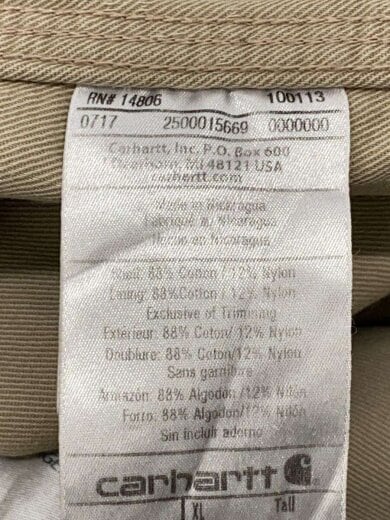 RN# 14806 100113
0717 2500015669 0000000
Carhartt, Inc. P.O. Box 600
Dearborn, MI 48121 USA
carhartt.com
Made in Nicaragua
Fabriqué au Nicaragua
Hecho en Nicaragua
Shell: 88% Cotton / 12% Nylon
Lining: 88%Cotton / 12% Nylon
Exclusive of Trimming
Exterieur: 88% Coton/ 12% Nylon
Doublure: 88% Coton/ 12% Nylon
Sans garniture
Armazón: 88% Algodon /12% Nilón
Forro: 88% Algodon/12% Nilón
Sin incluir adorno
carhartt
XL Tall